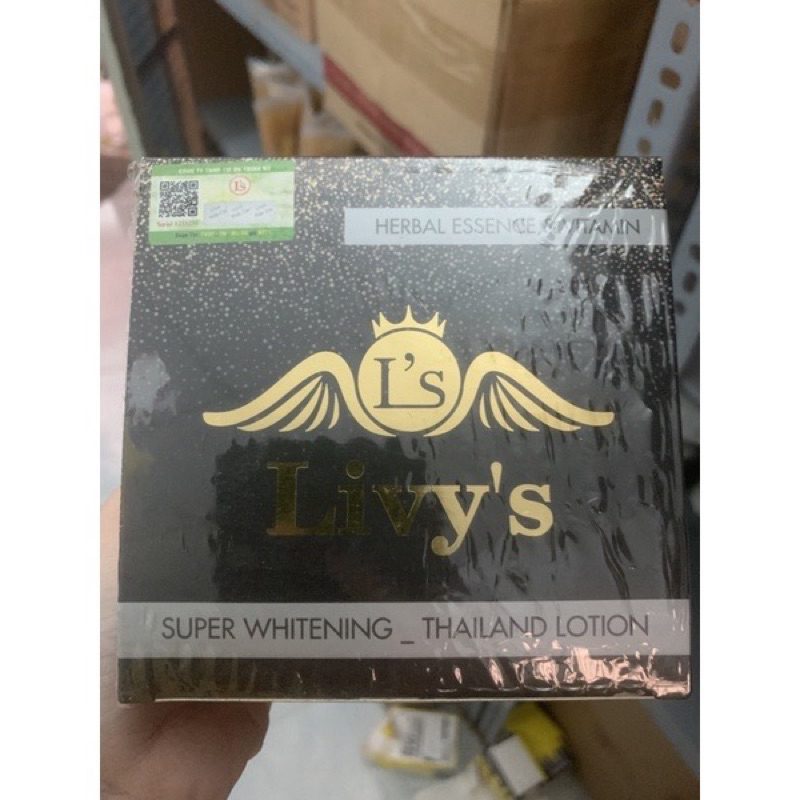 L's
HERBAL ESSENCE & VITAMIN
L's
Livy's
SUPER WHITENING _ THAILAND LOTION